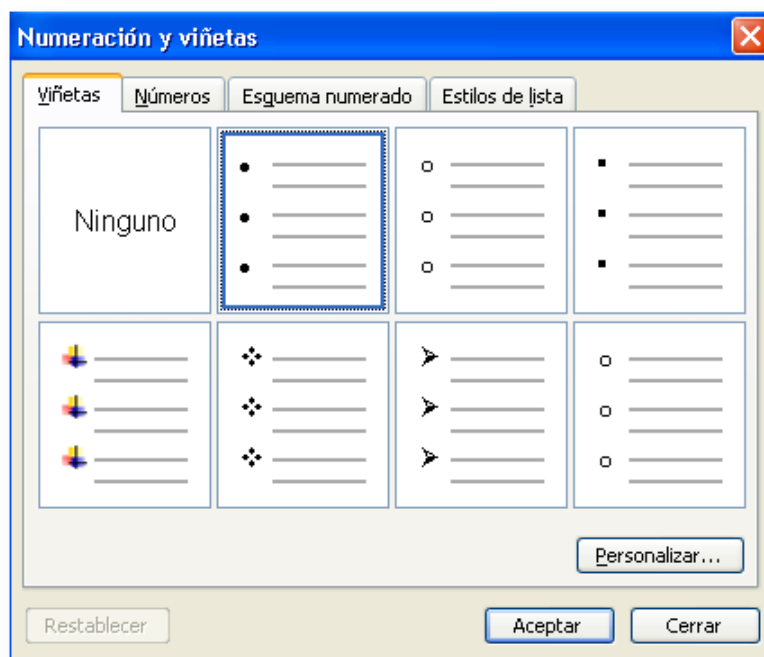 Numeración y viñetas
Viñetas Números Esquema numerado Estilos de lista
Ninguno
Personalizar...
Restablecer Aceptar Cerrar